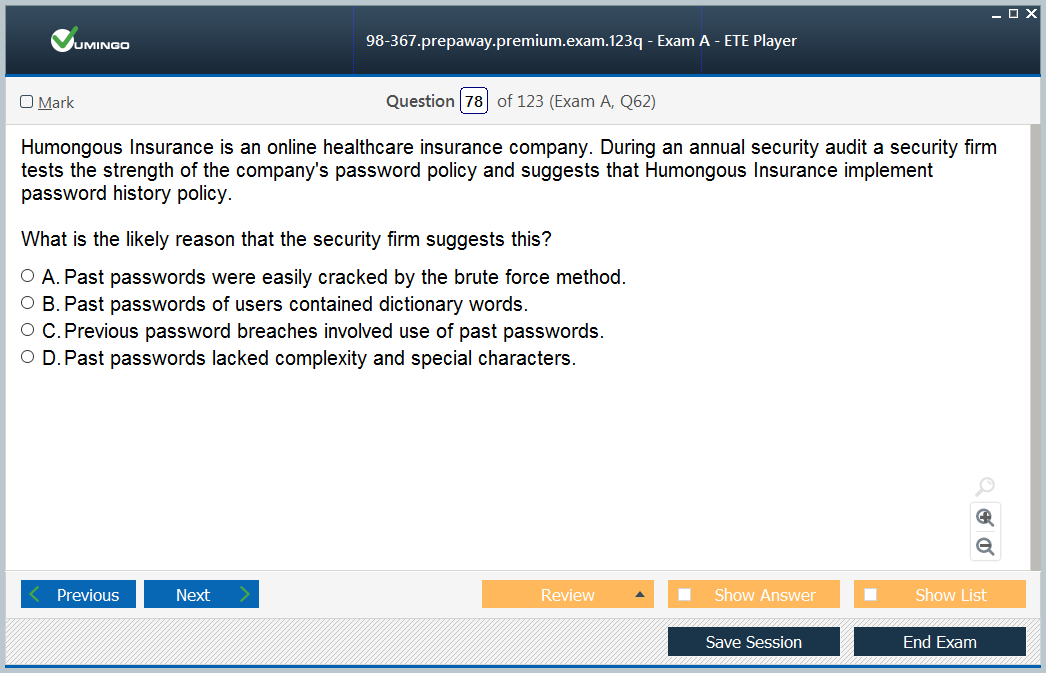 VUMINGO
98-367.prepaway.premium.exam.123q - Exam A - ETE Player
Mark
Question 78 of 123 (Exam A, Q62)
Humongous Insurance is an online healthcare insurance company. During an annual security audit a security firm
tests the strength of the company's password policy and suggests that Humongous Insurance implement
password history policy.
What is the likely reason that the security firm suggests this?
A. Past passwords were easily cracked by the brute force method.
B. Past passwords of users contained dictionary words.
C. Previous password breaches involved use of past passwords.
D. Past passwords lacked complexity and special characters.
Previous
Next
Review
Show Answer
Show List
Save Session
End Exam